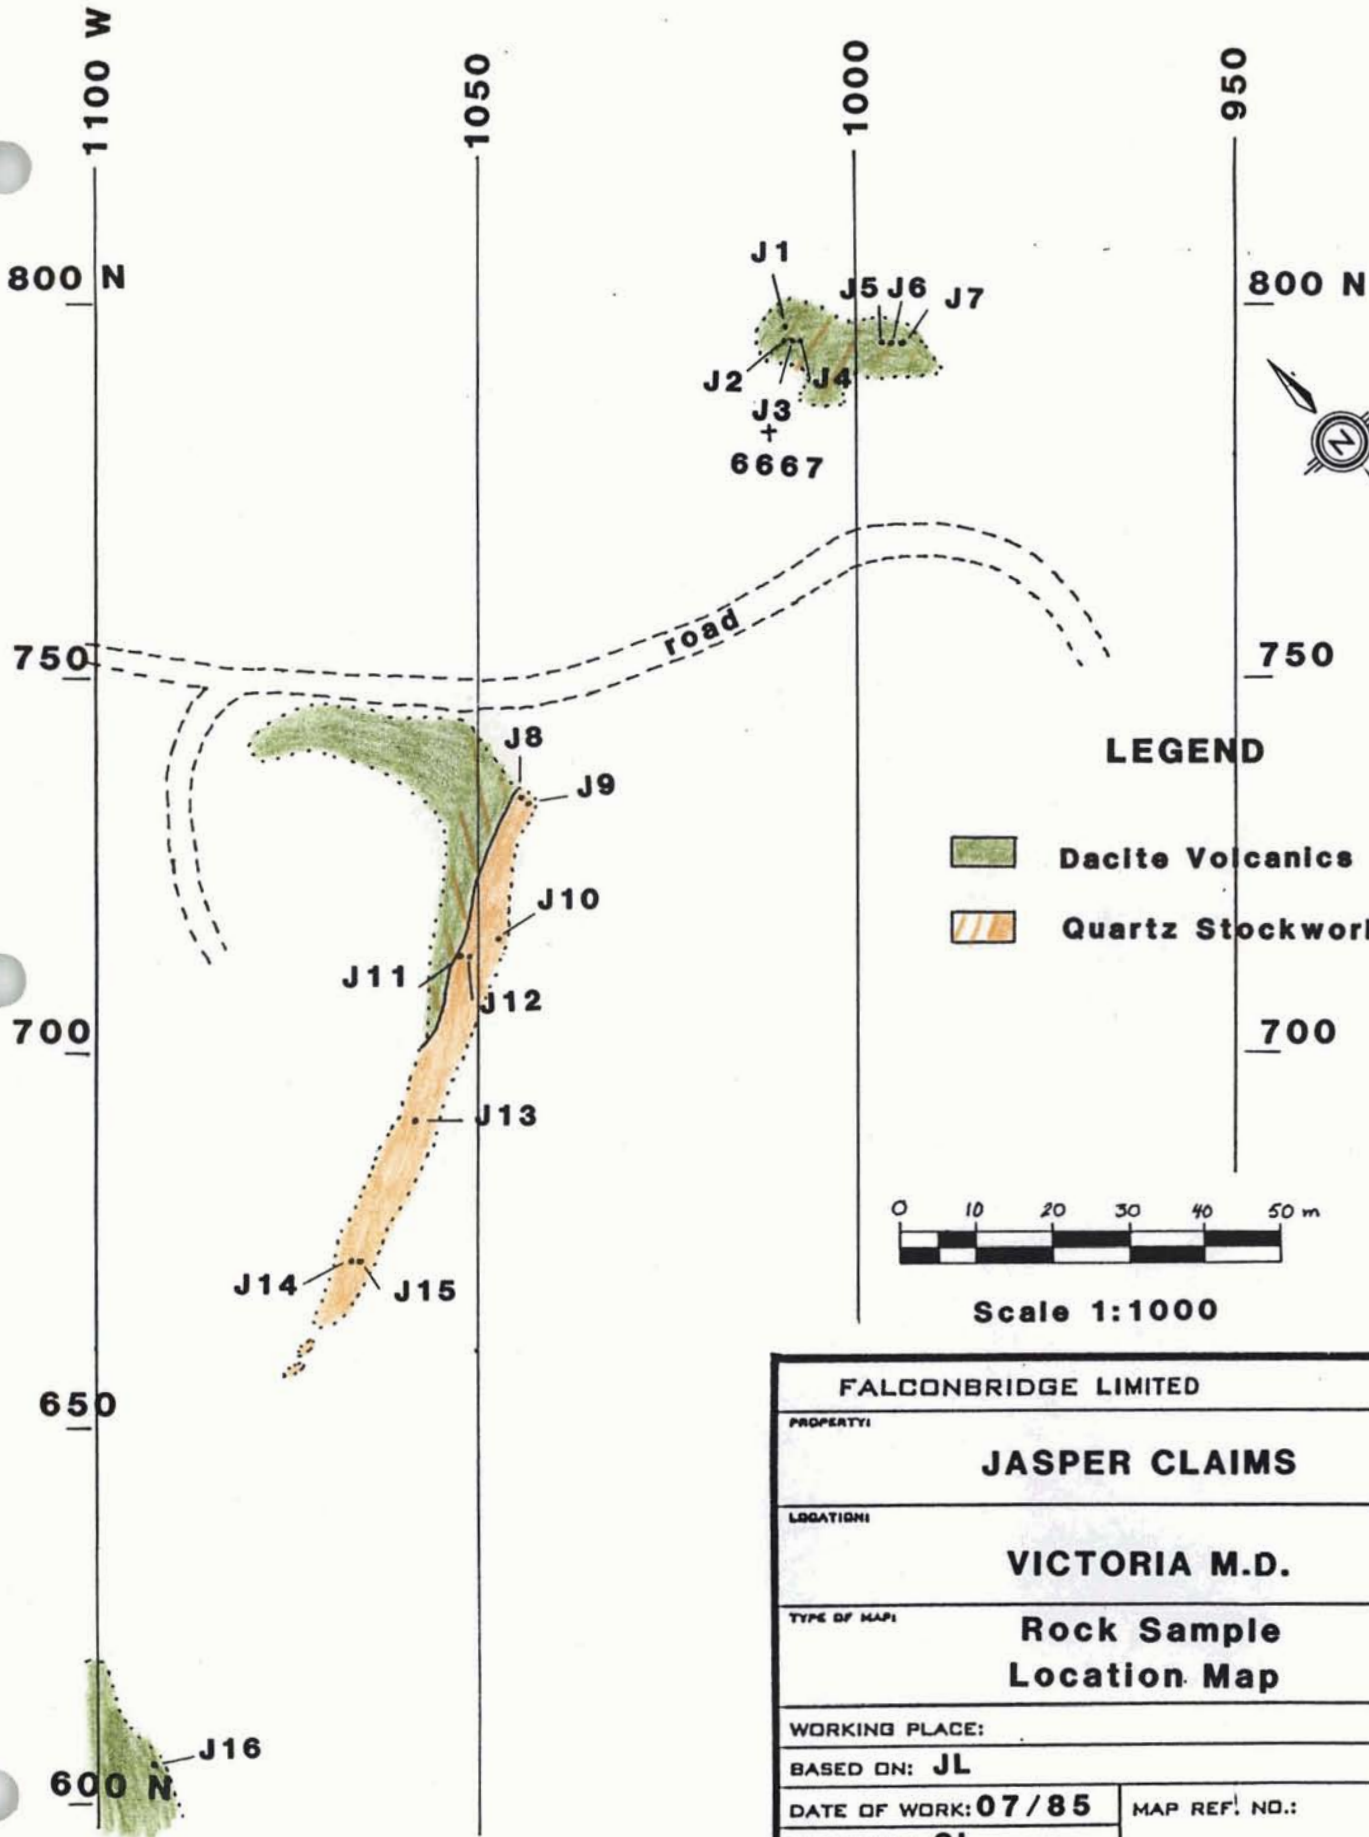 1100 W
1050
1000
950
800 N
800 N
J1
J5 J6
J7
J2
J4
J3
6667
N
road
750
750
J8
J9
LEGEND
Dacite Volcanics
J10
Quartz Stockwor
J11
J12
700
700
J13
0 10 20 30 40 50 m
J14
J15
Scale 1:1000
650
FALCONBRIDGE LIMITED
PROPERTY:
JASPER CLAIMS
LOCATION:
VICTORIA M.D.
TYPE OF MAP:
Rock Sample
Location Map
J16
600 N
WORKING PLACE:
BASED ON: JL
DATE OF WORK: 07/85
MAP REF. NO.: